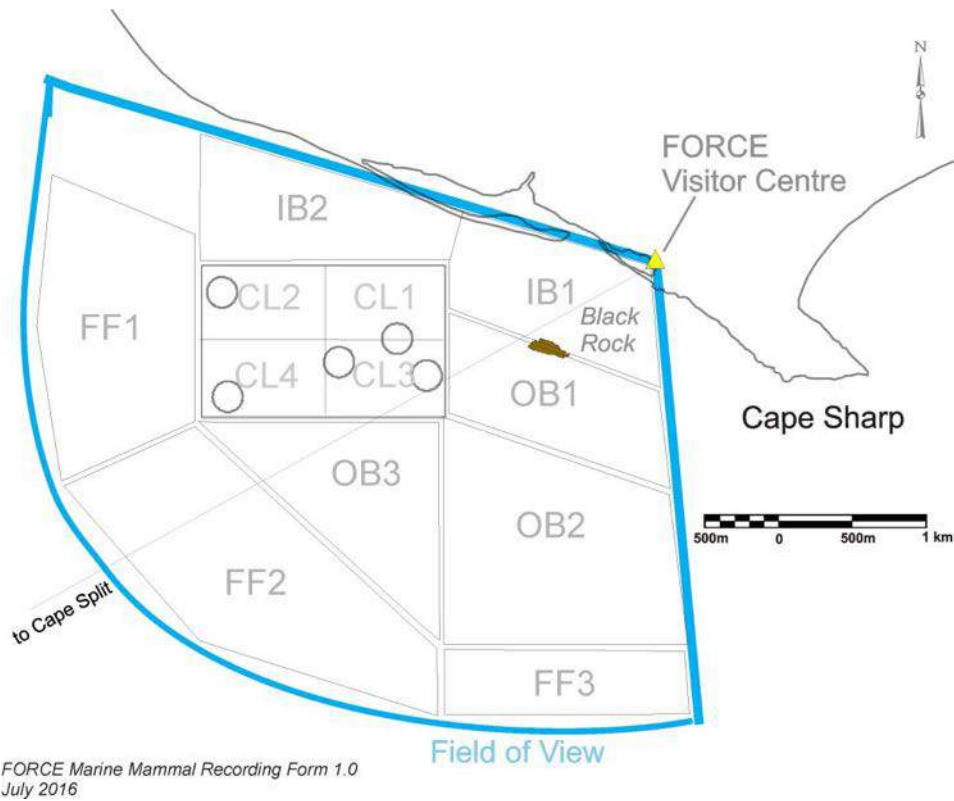 N
FORCE
Visitor Centre
IB2
IB1
CL2
CL1
Black
Rock
FF1
CL4
CL3
OB1
Cape Sharp
OB3
OB2
500m 0 500m 1 km
FF2
to Cape Split
FF3
Field of View
FORCE Marine Mammal Recording Form 1.0
July 2016